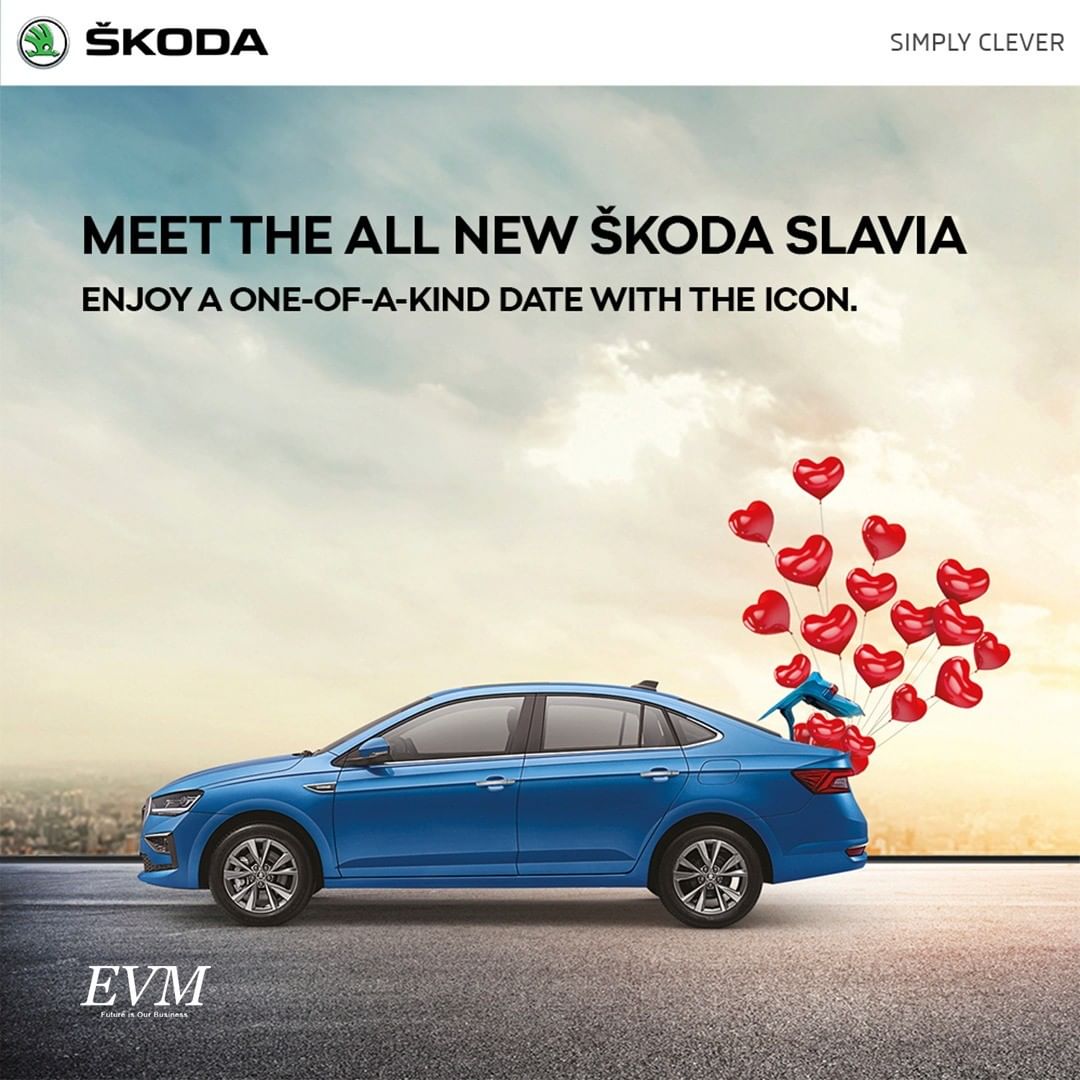 ŠKODA
SIMPLY CLEVER
MEET THE ALL NEW ŠKODA SLAVIA
ENJOY A ONE-OF-A-KIND DATE WITH THE ICON.
EVM
Future is Our Business